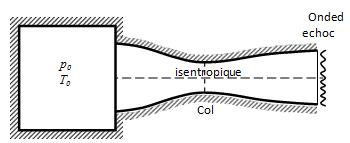 Onded
echoc
p₀
T₀
isentropique
Col